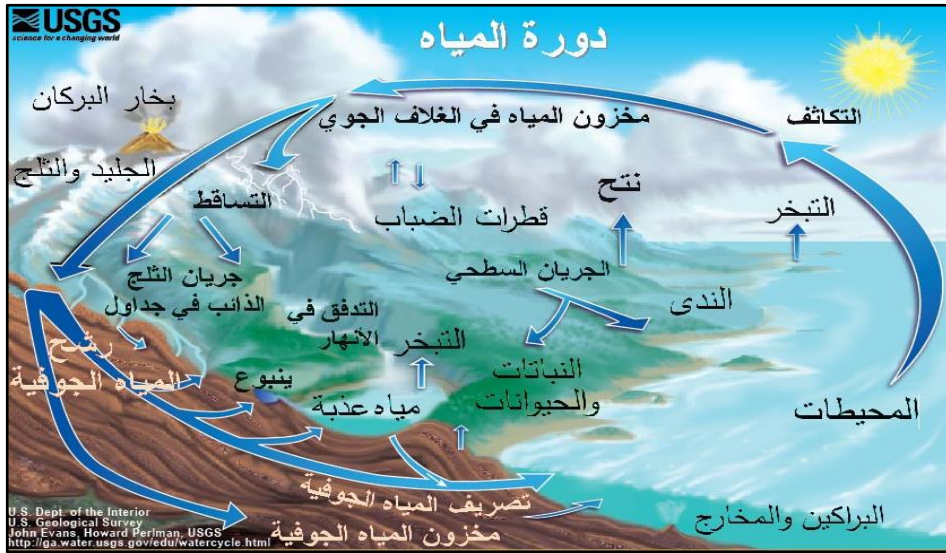 USGS
science for a changing world
دورة المياه
بخار البركان
التكاثف
مخزون المياه في الغلاف الجوي
الجليد والثلج
نتح
التساقط
قطرات الضباب
التبخر
جريان الثلج
الذائب في جداول
الجريان السطحي
الندى
التدفق في
الأنهار
التبخر
رشح
المياه الجوفية
ينبوع
النباتات
والحيوانات
مياه عذبة
المحيطات
تصريف المياه الجوفية
مخزون المياه الجوفية
البراكين والمخارج
U.S. Dept. of the Interior
U.S. Geological Survey
John Evans, Howard Perlman, USGS
http://ga.water.usgs.gov/edu/watercycle.html